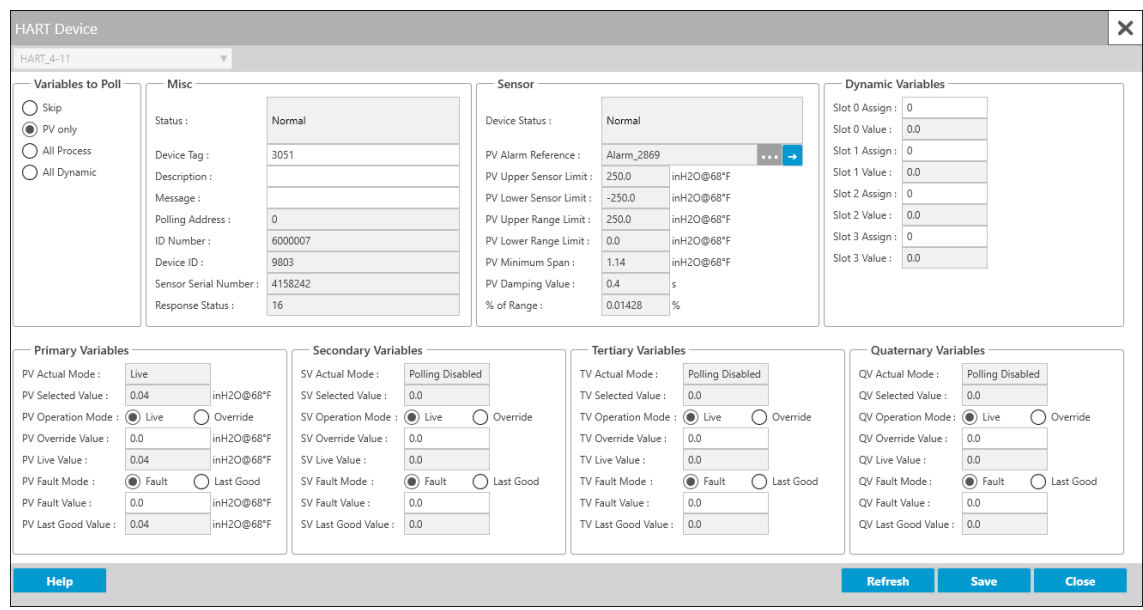 HART Device
HART_4-11
Variables to Poll
Skip
PV only
All Process
All Dynamic
Misc
Status : Normal
Device Tag : 3051
Description :
Message :
Polling Address : 0
ID Number : 6000007
Device ID : 9803
Sensor Serial Number : 4158242
Response Status : 16
Sensor
Device Status : Normal
PV Alarm Reference : Alarm_2869 ...
PV Upper Sensor Limit : 250.0 inH2O@68°F
PV Lower Sensor Limit : -250.0 inH2O@68°F
PV Upper Range Limit : 250.0 inH2O@68°F
PV Lower Range Limit : 0.0 inH2O@68°F
PV Minimum Span : 1.14 inH2O@68°F
PV Damping Value : 0.4 s
% of Range : 0.01428 %
Dynamic Variables
Slot 0 Assign : 0
Slot 0 Value : 0.0
Slot 1 Assign : 0
Slot 1 Value : 0.0
Slot 2 Assign : 0
Slot 2 Value : 0.0
Slot 3 Assign : 0
Slot 3 Value : 0.0
Primary Variables
PV Actual Mode : Live
PV Selected Value : 0.04 inH2O@68°F
PV Operation Mode : Live Override
PV Override Value : 0.0 inH2O@68°F
PV Live Value : 0.04 inH2O@68°F
PV Fault Mode : Fault Last Good
PV Fault Value : 0.0 inH2O@68°F
PV Last Good Value : 0.04 inH2O@68°F
Secondary Variables
SV Actual Mode : Polling Disabled
SV Selected Value : 0.0
SV Operation Mode : Live Override
SV Override Value : 0.0
SV Live Value : 0.0
SV Fault Mode : Fault Last Good
SV Fault Value : 0.0
SV Last Good Value : 0.0
Tertiary Variables
TV Actual Mode : Polling Disabled
TV Selected Value : 0.0
TV Operation Mode : Live Override
TV Override Value : 0.0
TV Live Value : 0.0
TV Fault Mode : Fault Last Good
TV Fault Value : 0.0
TV Last Good Value : 0.0
Quaternary Variables
QV Actual Mode : Polling Disabled
QV Selected Value : 0.0
QV Operation Mode : Live Override
QV Override Value : 0.0
QV Live Value : 0.0
QV Fault Mode : Fault Last Good
QV Fault Value : 0.0
QV Last Good Value : 0.0
Help Refresh Save Close